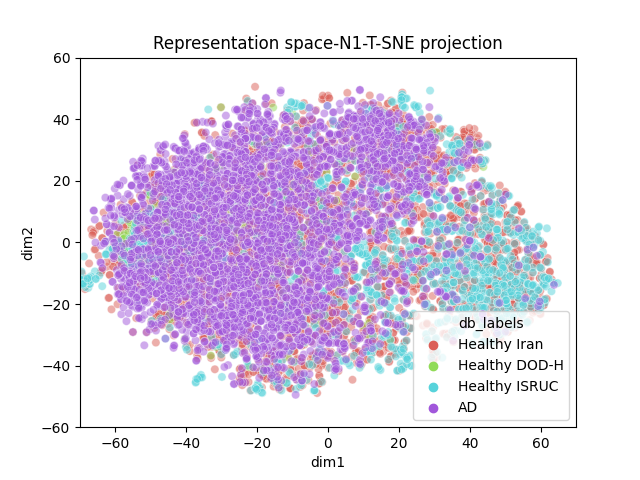 Representation space-N1-T-SNE projection
60
40
20
0
−20
−40
−60
dim2
−60
−40
−20
0
20
40
60
dim1
db_labels
Healthy Iran
Healthy DOD-H
Healthy ISRUC
AD